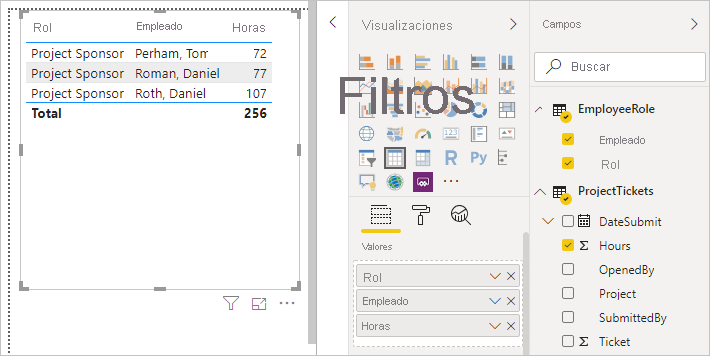 Rol Empleado Horas
Project Sponsor Perham, Tom 72
Project Sponsor Roman, Daniel 77
Project Sponsor Roth, Daniel 107
Total 256
Visualizaciones
Filtros
123
R Py
Valores
Rol
Empleado
Horas
Campos
Buscar
EmployeeRole
Empleado
Rol
ProjectTickets
DateSubmit
Σ Hours
OpenedBy
Project
SubmittedBy
Σ Ticket